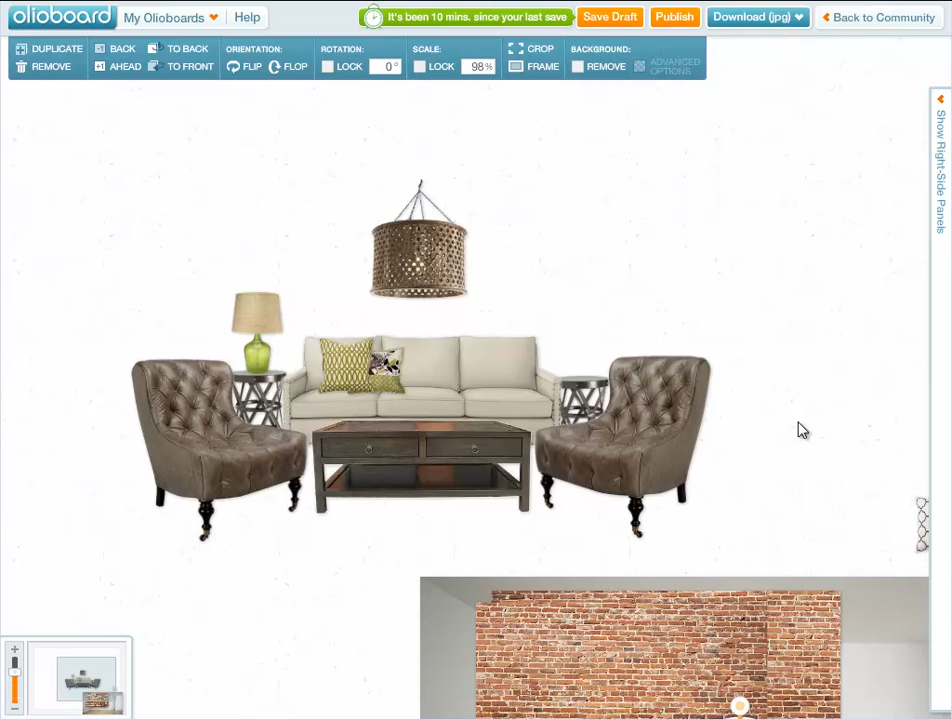 olioboard My Olioboards Help It's been 10 mins. since your last save Save Draft Publish Download (jpg) Back to Community
DUPLICATE BACK TO BACK ORIENTATION: ROTATION: SCALE: CROP BACKGROUND:
REMOVE +1 AHEAD TO FRONT FLIP FLOP LOCK 0° LOCK 98% FRAME REMOVE ADVANCED OPTIONS
Show Right-Side Panels